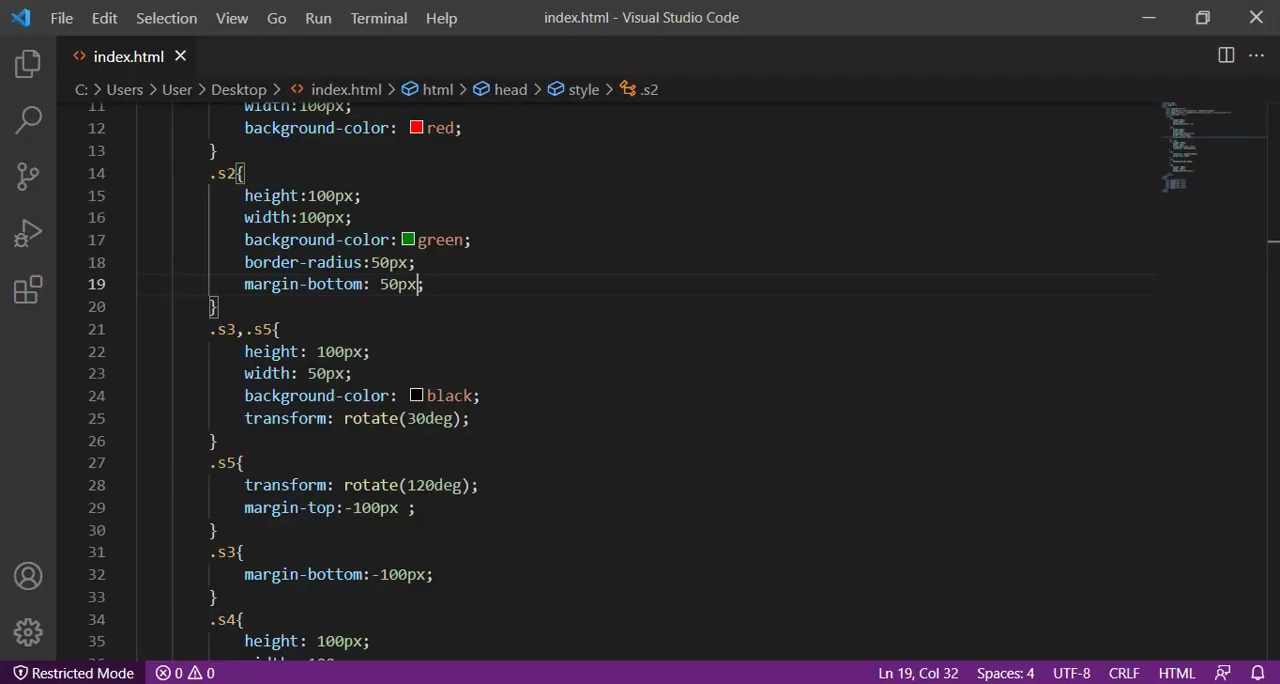 File Edit Selection View Go Run Terminal Help index.html - Visual Studio Code
index.html
C: > Users > User > Desktop > index.html > html > head > style > .s2
11 width:100px;
12 background-color: red;
13 }
14 .s2{
15 height:100px;
16 width:100px;
17 background-color:green;
18 border-radius:50px;
19 margin-bottom: 50px;
20 }
21 .s3,.s5{
22 height: 100px;
23 width: 50px;
24 background-color: black;
25 transform: rotate(30deg);
26 }
27 .s5{
28 transform: rotate(120deg);
29 margin-top:-100px ;
30 }
31 .s3{
32 margin-bottom:-100px;
33 }
34 .s4{
35 height: 100px;
Restricted Mode 0 0 Ln 19, Col 32 Spaces: 4 UTF-8 CRLF HTML